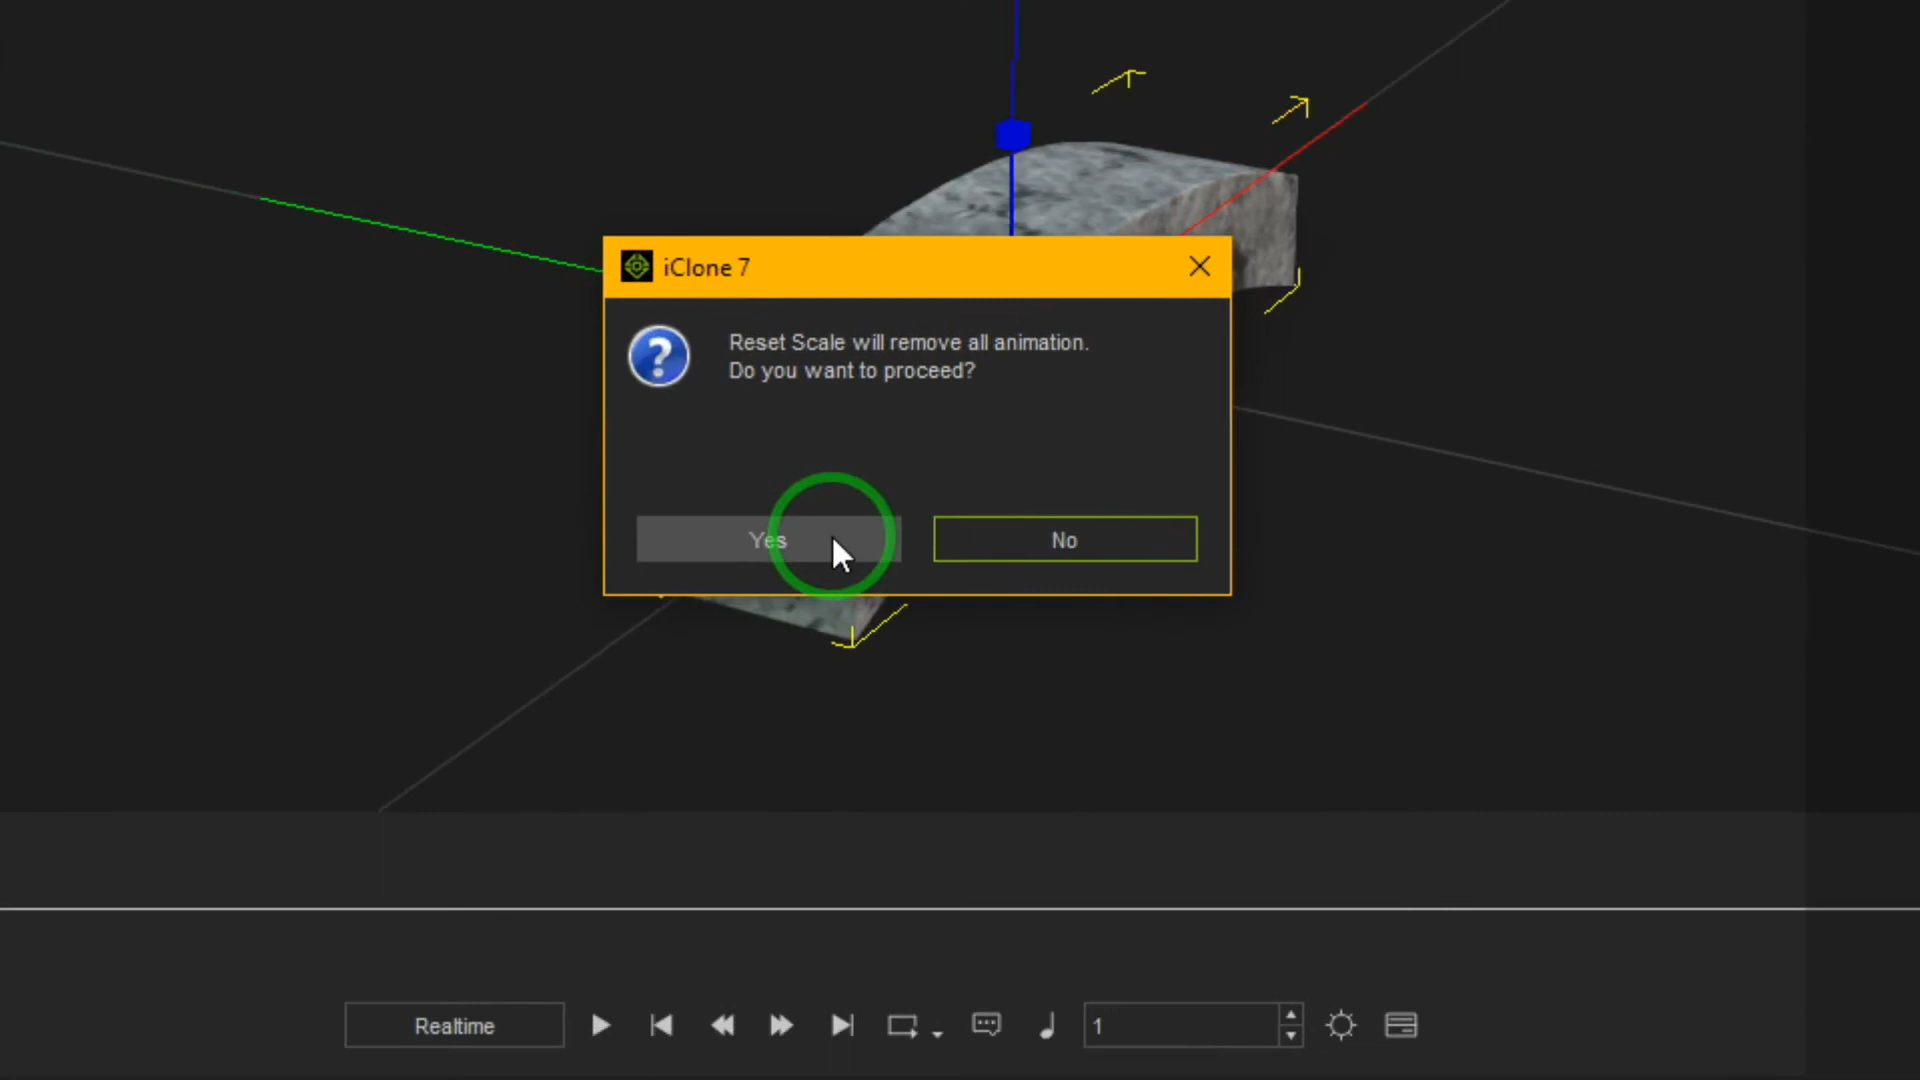 iClone 7
Reset Scale will remove all animation.
Do you want to proceed?
Yes
No
Realtime
1